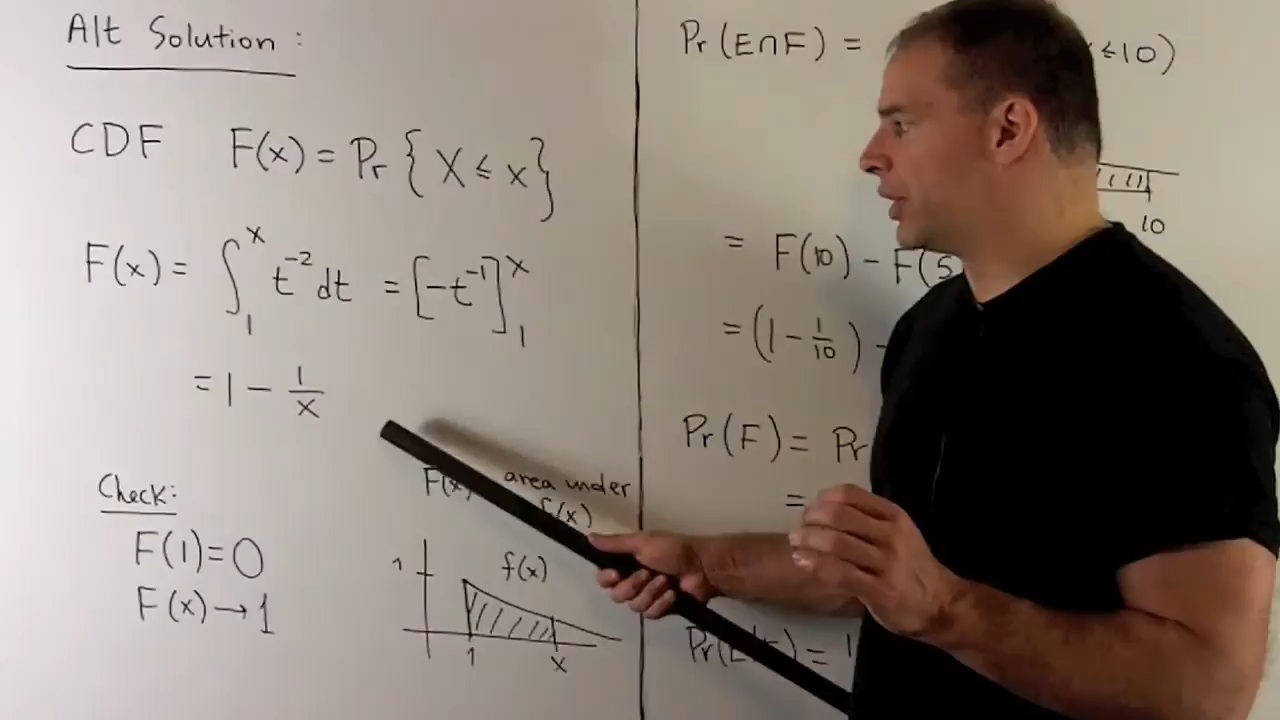 Alt Solution:
CDF F(x) = Pr { X ≤ x }
F(x) = ∫₁ˣ t⁻² dt = [-t⁻¹]₁ˣ
= 1 - 1/x
Check:
F(1) = 0
F(x) → 1
F(x) area under
f(x)
1
f(x)
1 x
Pr(E∩F) = ≤10)
10
= F(10) - F(5
= (1 - 1/10) -
Pr(F) = Pr
=
= 1